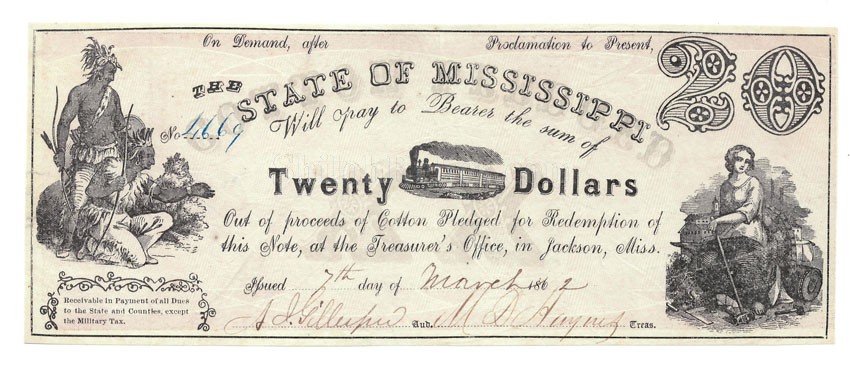 On Demand, after Proclamation to Present,
THE STATE OF MISSISSIPPI
20
No. 4669
Will pay to Bearer the sum of
Twenty Dollars
Out of proceeds of Cotton Pledged for Redemption of
this Note, at the Treasurer's Office, in Jackson, Miss.
Issued 7th day of March 1862
Receivable in Payment of all Dues
to the State and Counties, except
the Military Tax.
A J Gillespie Aud. M D Haynes Treas.